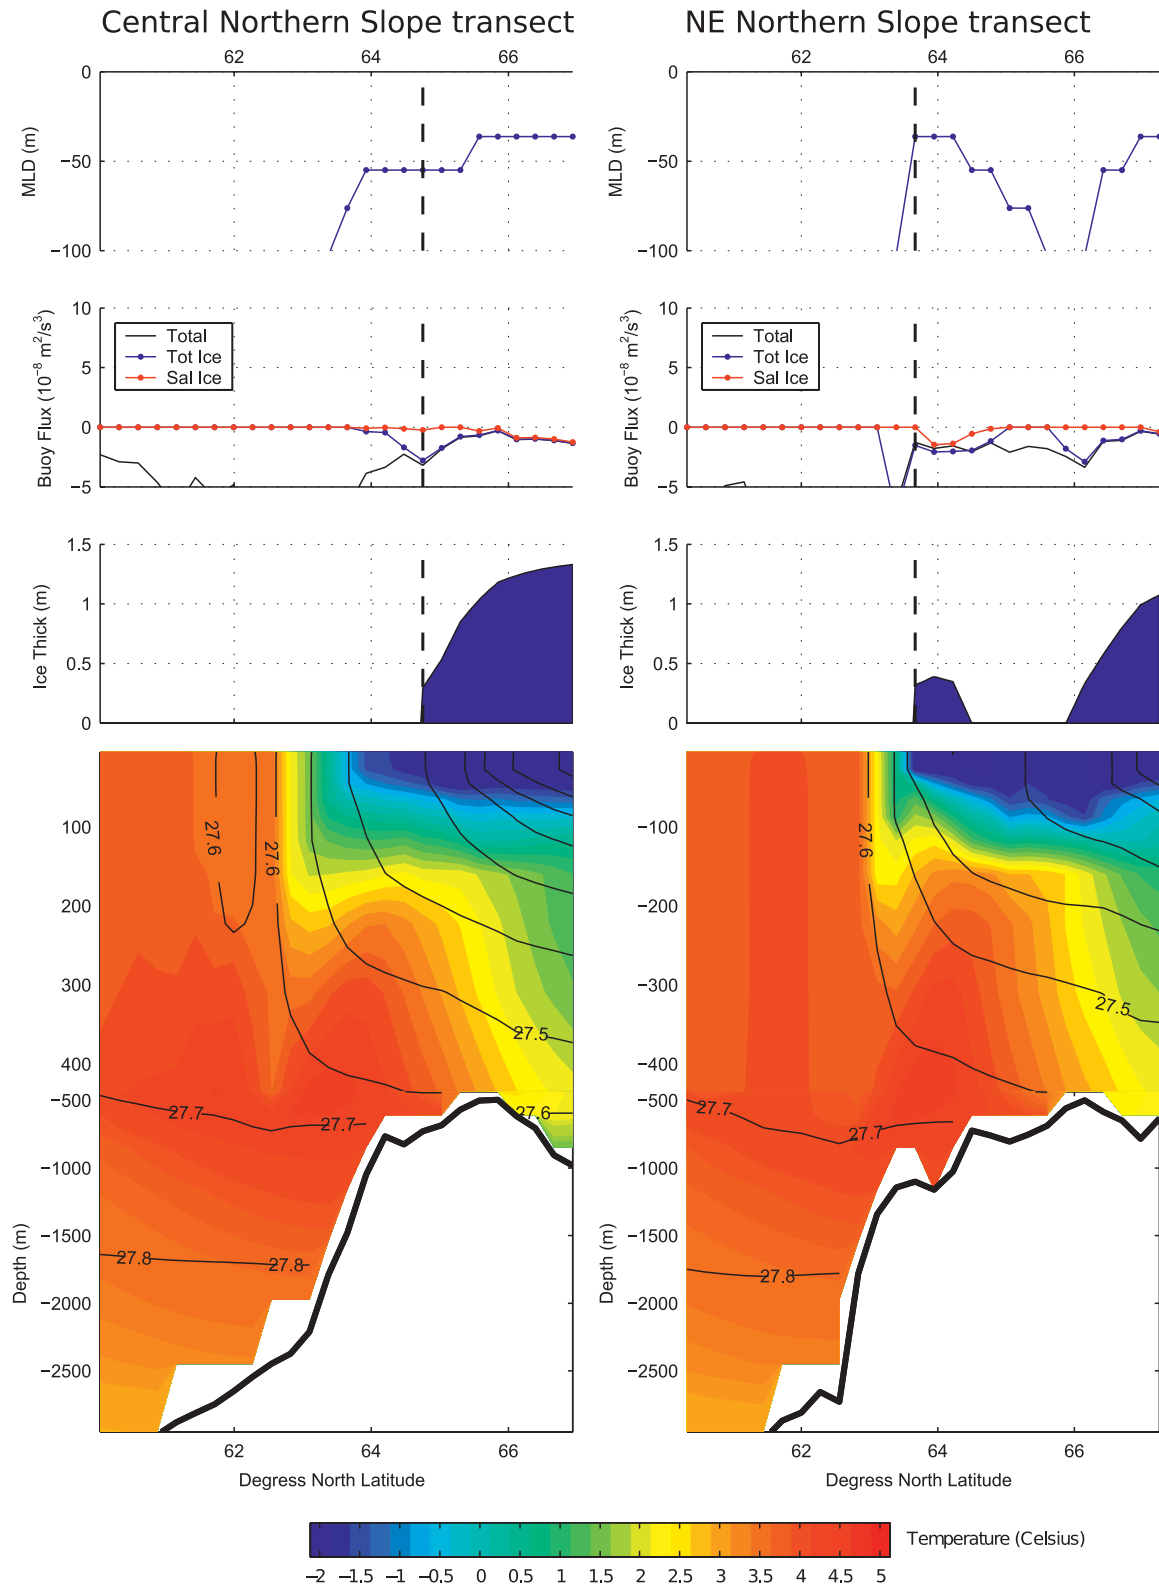 Central Northern Slope transect
NE Northern Slope transect
62 64 66
0
−50
−100
MLD (m)
10
5
0
−5
Buoy Flux (10⁻⁸ m²/s³)
Total
Tot Ice
Sal Ice
1.5
1
0.5
0
Ice Thick (m)
27.6
27.6
100
200
300
400
−500
−1000
−1500
−2000
−2500
Depth (m)
27.5
27.6
27.7
27.7
27.8
27.8
62 64 66
Degress North Latitude
62 64 66
0
−50
−100
MLD (m)
10
5
0
−5
Buoy Flux (10⁻⁸ m²/s³)
Total
Tot Ice
Sal Ice
1.5
1
0.5
0
Ice Thick (m)
27.6
−100
−200
−300
−400
−500
−1000
−1500
−2000
−2500
Depth (m)
27.5
27.7
27.7
27.8
62 64 66
Degress North Latitude
−2 −1.5 −1 −0.5 0 0.5 1 1.5 2 2.5 3 3.5 4 4.5 5
Temperature (Celsius)